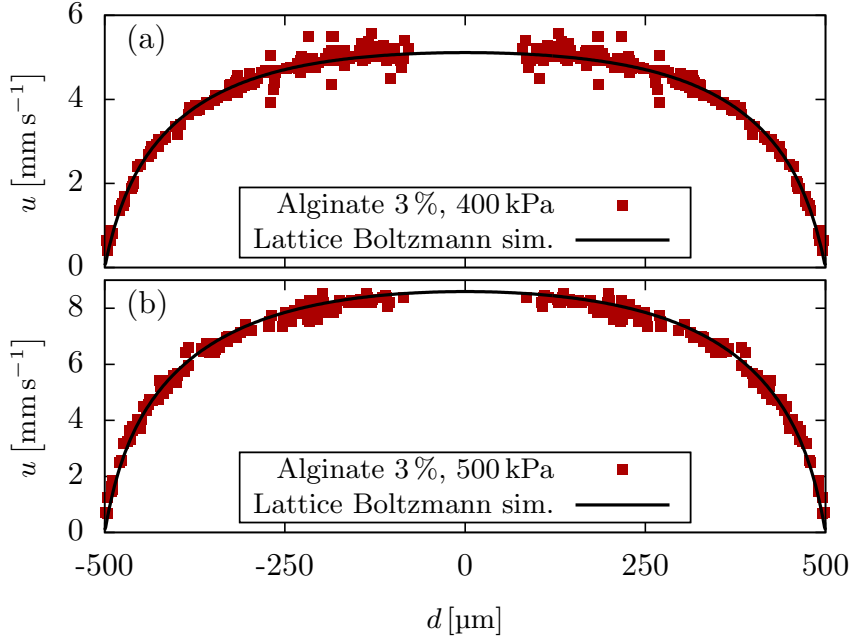 (a)
6
4
2
0
u [mm s⁻¹]
Alginate 3 %, 400 kPa
Lattice Boltzmann sim.
(b)
8
6
4
2
0
u [mm s⁻¹]
Alginate 3 %, 500 kPa
Lattice Boltzmann sim.
-500 -250 0 250 500
d [µm]